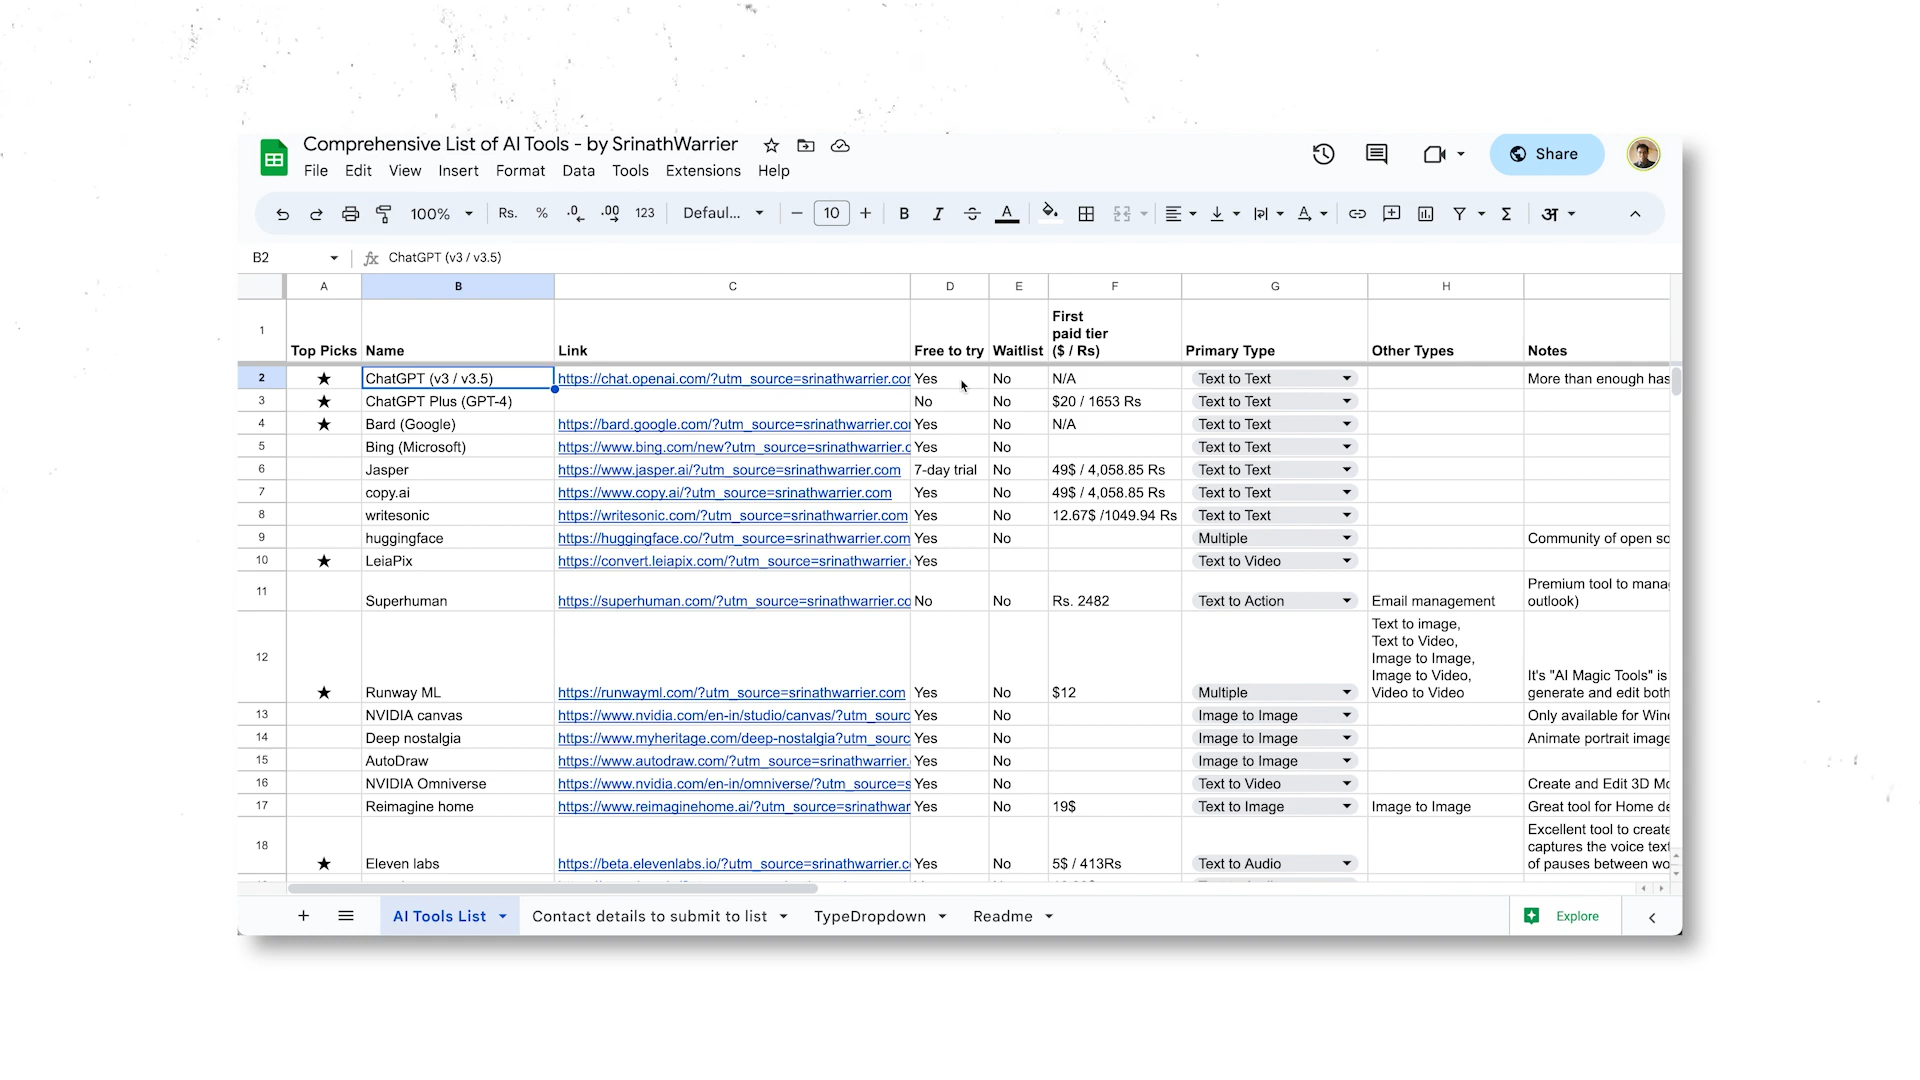 Comprehensive List of AI Tools - by SrinathWarrier
File Edit View Insert Format Data Tools Extensions Help
Share
100% Rs. % .0 .00 123 Defaul... 10 B I A Σ अ
B2 ChatGPT (v3 / v3.5)
A B C D E F G H
1 Top Picks Name Link Free to try Waitlist First paid tier ($ / Rs) Primary Type Other Types Notes
2 ★ ChatGPT (v3 / v3.5) https://chat.openai.com/?utm_source=srinathwarrier.cor Yes No N/A Text to Text More than enough has
3 ★ ChatGPT Plus (GPT-4) No No $20 / 1653 Rs Text to Text
4 ★ Bard (Google) https://bard.google.com/?utm_source=srinathwarrier.co Yes No N/A Text to Text
5 Bing (Microsoft) https://www.bing.com/new?utm_source=srinathwarrier.c Yes No Text to Text
6 Jasper https://www.jasper.ai/?utm_source=srinathwarrier.com 7-day trial No 49$ / 4,058.85 Rs Text to Text
7 copy.ai https://www.copy.ai/?utm_source=srinathwarrier.com Yes No 49$ / 4,058.85 Rs Text to Text
8 writesonic https://writesonic.com/?utm_source=srinathwarrier.com Yes No 12.67$ /1049.94 Rs Text to Text
9 huggingface https://huggingface.co/?utm_source=srinathwarrier.com Yes No Multiple Community of open so
10 ★ LeiaPix https://convert.leiapix.com/?utm_source=srinathwarrier. Yes Text to Video
11 Superhuman https://superhuman.com/?utm_source=srinathwarrier.co No No Rs. 2482 Text to Action Email management Premium tool to mana outlook)
12 ★ Runway ML https://runwayml.com/?utm_source=srinathwarrier.com Yes No $12 Multiple Text to image, Text to Video, Image to Image, Image to Video, Video to Video It's "AI Magic Tools" is generate and edit both
13 NVIDIA canvas https://www.nvidia.com/en-in/studio/canvas/?utm_sourc Yes No Image to Image Only available for Win
14 Deep nostalgia https://www.myheritage.com/deep-nostalgia?utm_sourc Yes No Image to Image Animate portrait image
15 AutoDraw https://www.autodraw.com/?utm_source=srinathwarrier. Yes No Image to Image
16 NVIDIA Omniverse https://www.nvidia.com/en-in/omniverse/?utm_source=s Yes No Text to Video Create and Edit 3D Mo
17 Reimagine home https://www.reimaginehome.ai/?utm_source=srinathwar Yes No 19$ Text to Image Image to Image Great tool for Home de
18 ★ Eleven labs https://beta.elevenlabs.io/?utm_source=srinathwarrier.c Yes No 5$ / 413Rs Text to Audio Excellent tool to create captures the voice text of pauses between wo
AI Tools List Contact details to submit to list TypeDropdown Readme Explore